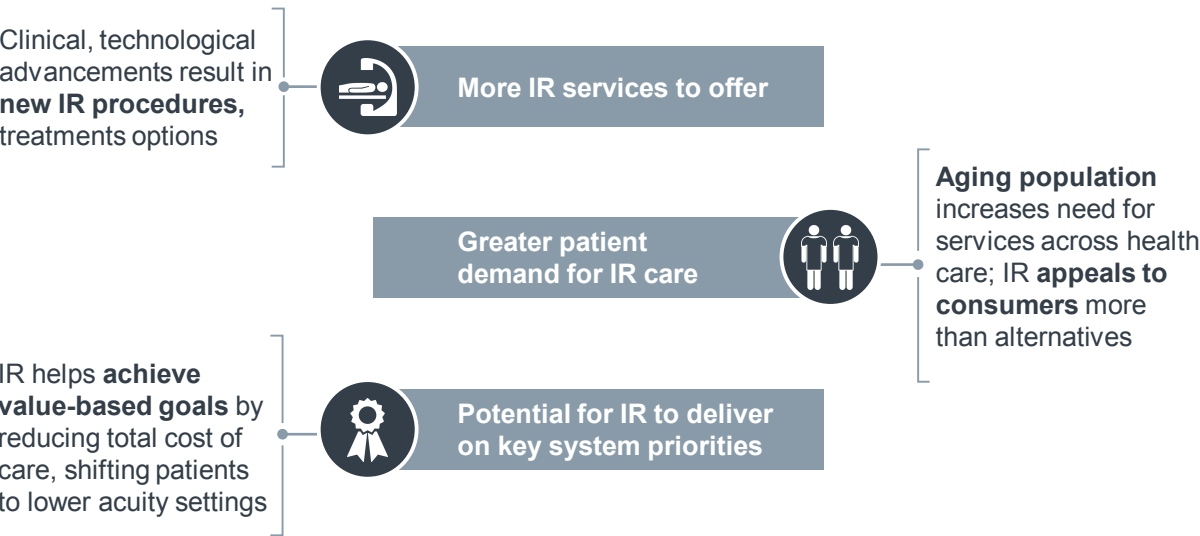 Clinical, technological
advancements result in
new IR procedures,
treatments options
More IR services to offer
Greater patient
demand for IR care
Aging population
increases need for
services across health
care; IR appeals to
consumers more
than alternatives
IR helps achieve
value-based goals by
reducing total cost of
care, shifting patients
to lower acuity settings
Potential for IR to deliver
on key system priorities